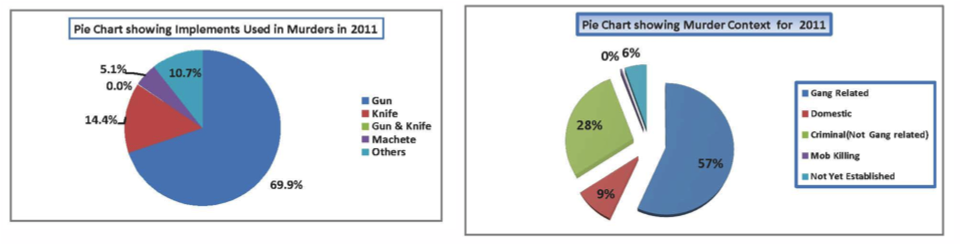 Pie Chart showing Implements Used in Murders in 2011
5.1%
10.7%
0.0%
14.4%
69.9%
Gun
Knife
Gun & Knife
Machete
Others
Pie Chart showing Murder Context for 2011
0%
6%
28%
57%
9%
Gang Related
Domestic
Criminal(Not Gang related)
Mob Killing
Not Yet Established